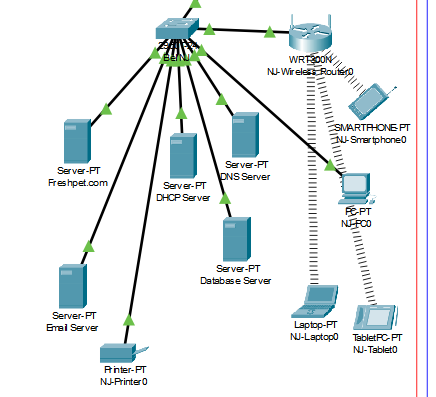 BelNJ
WRT300N
NJ-Wireless Router0
SMARTPHONE-PT
NJ-Smartphone0
Server-PT
Freshpet.com
Server-PT
DHCP Server
Server-PT
DNS Server
PC-PT
NJ-PC0
Server-PT
Database Server
Server-PT
Email Server
Laptop-PT
NJ-Laptop0
TabletPC-PT
NJ-Tablet0
Printer-PT
NJ-Printer0